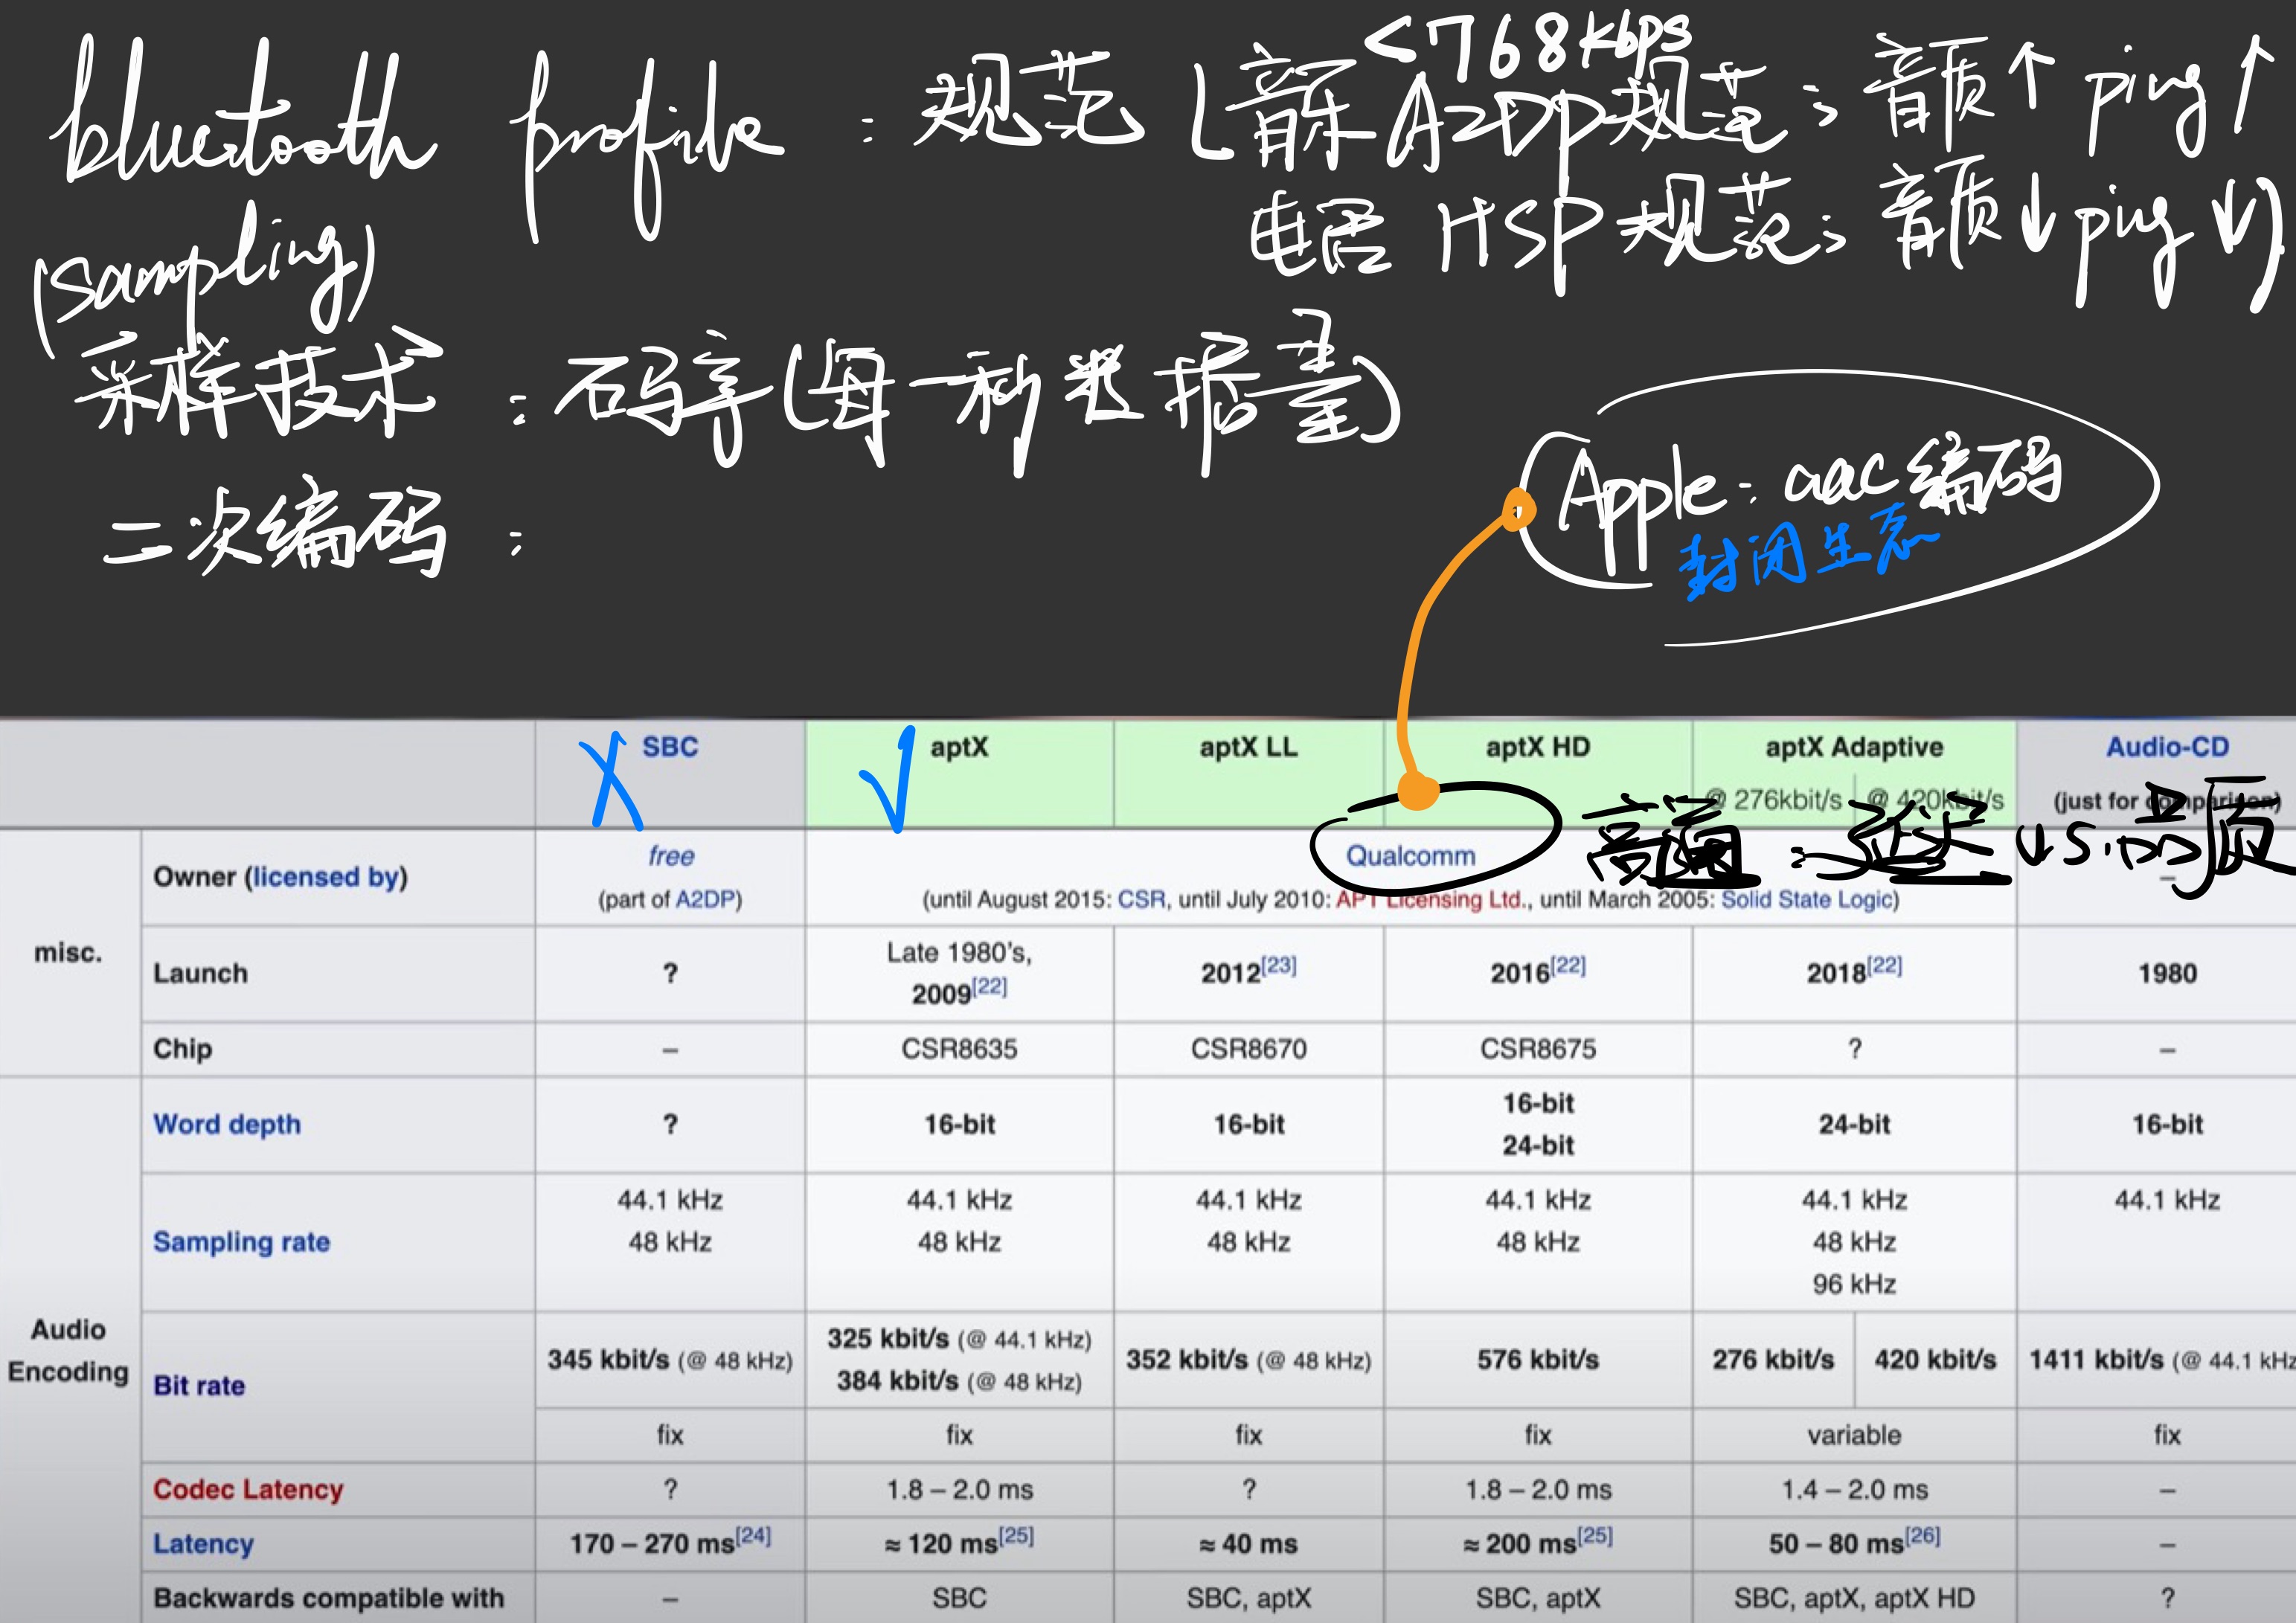 <768kbps
bluetooth profile : 规范 (音乐 A2DP规范; 音质↑ ping↑
电话 HSP规范; 音质↓ ping↓)
(sampling)
采样技术 : 码率(每一秒数据量)
Apple: aac编码
封闭生态
二次编码 :
X SBC √ aptX aptX LL aptX HD aptX Adaptive Audio-CD
@ 276kbit/s @ 420kbit/s (just for comparison)
高通 : 延迟 vs. 音质
misc. Owner (licensed by) free (part of A2DP) Qualcomm
(until August 2015: CSR, until July 2010: APT Licensing Ltd., until March 2005: Solid State Logic) –
Launch ? Late 1980's, 2009[22] 2012[23] 2016[22] 2018[22] 1980
Chip – CSR8635 CSR8670 CSR8675 ? –
Audio Encoding
Word depth ? 16-bit 16-bit 16-bit 24-bit 24-bit 16-bit
Sampling rate 44.1 kHz 44.1 kHz 44.1 kHz 44.1 kHz 44.1 kHz 44.1 kHz
48 kHz 48 kHz 48 kHz 48 kHz 48 kHz
96 kHz
Bit rate 345 kbit/s (@ 48 kHz) 325 kbit/s (@ 44.1 kHz) 384 kbit/s (@ 48 kHz) 352 kbit/s (@ 48 kHz) 576 kbit/s 276 kbit/s 420 kbit/s 1411 kbit/s (@ 44.1 kHz
fix fix fix fix variable fix
Codec Latency ? 1.8 – 2.0 ms ? 1.8 – 2.0 ms 1.4 – 2.0 ms –
Latency 170 – 270 ms[24] ≈ 120 ms[25] ≈ 40 ms ≈ 200 ms[25] 50 – 80 ms[26] –
Backwards compatible with – SBC SBC, aptX SBC, aptX SBC, aptX, aptX HD ?